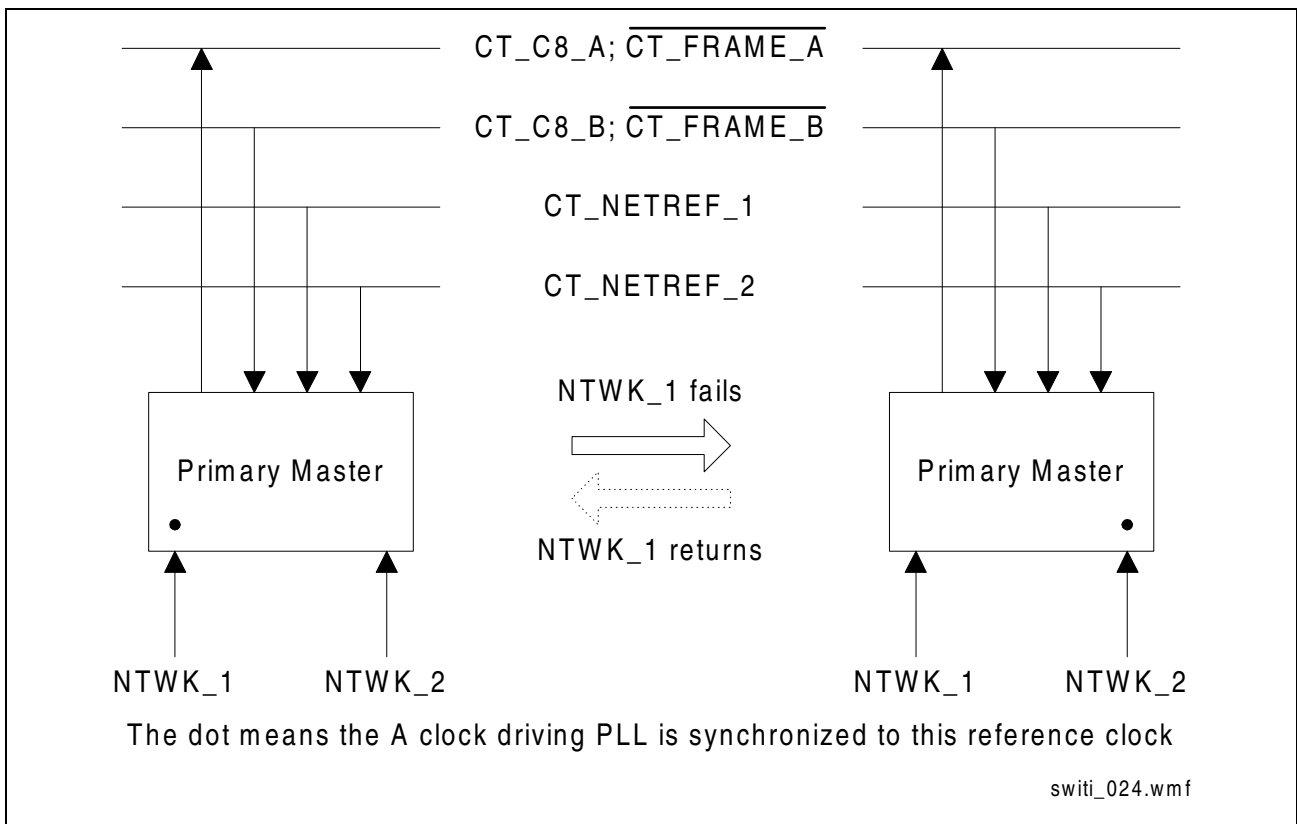 CT_C8_A; CT_FRAME_A
CT_C8_B; CT_FRAME_B
CT_NETREF_1
CT_NETREF_2
NTWK_1 fails
Primary Master
Primary Master
NTWK_1 returns
NTWK_1
NTWK_2
NTWK_1
NTWK_2
The dot means the A clock driving PLL is synchronized to this reference clock
switi_024.wmf